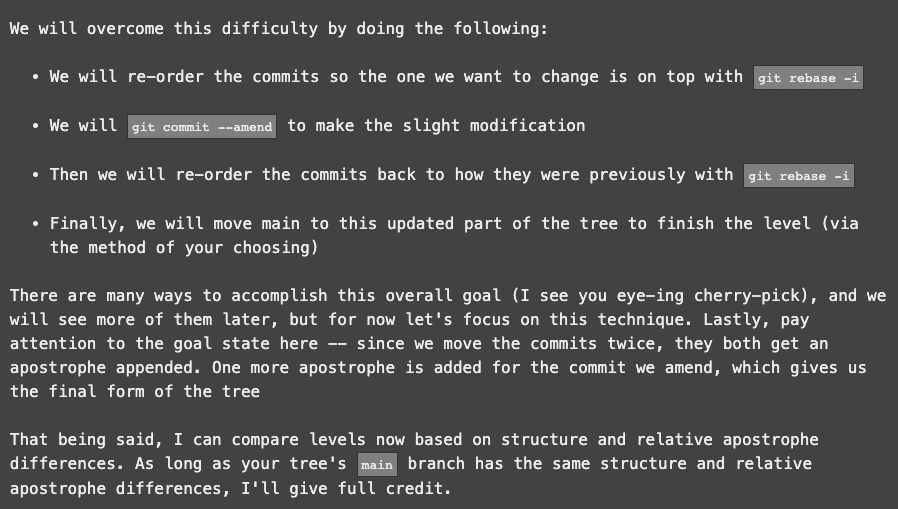 We will overcome this difficulty by doing the following:
• We will re-order the commits so the one we want to change is on top with git rebase -i
• We will git commit --amend to make the slight modification
• Then we will re-order the commits back to how they were previously with git rebase -i
• Finally, we will move main to this updated part of the tree to finish the level (via
the method of your choosing)
There are many ways to accomplish this overall goal (I see you eye-ing cherry-pick), and we
will see more of them later, but for now let's focus on this technique. Lastly, pay
attention to the goal state here -- since we move the commits twice, they both get an
apostrophe appended. One more apostrophe is added for the commit we amend, which gives us
the final form of the tree
That being said, I can compare levels now based on structure and relative apostrophe
differences. As long as your tree's main branch has the same structure and relative
apostrophe differences, I'll give full credit.